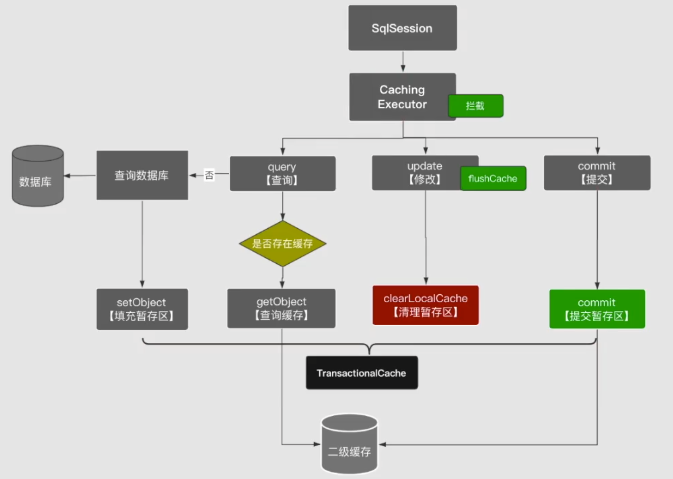 SqlSession
Caching
Executor
拦截
数据库
查询数据库
否
query
【查询】
update
【修改】
flushCache
commit
【提交】
是否存在缓存
setObject
【填充暂存区】
getObject
【查询缓存】
clearLocalCache
【清理暂存区】
commit
【提交暂存区】
TransactionalCache
二级缓存